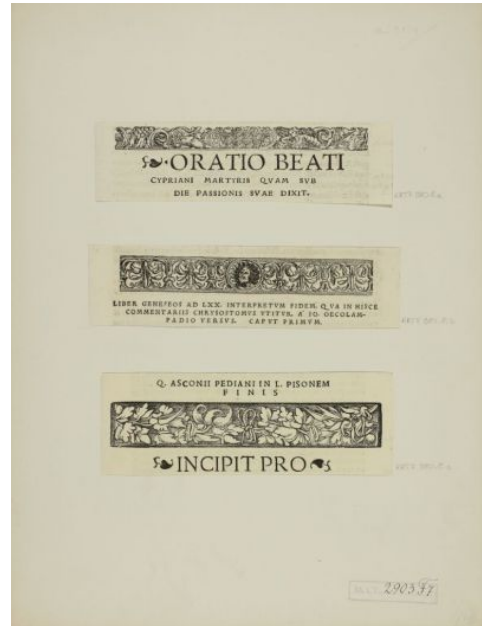 ORATIO BEATI
CYPRIANI MARTYRIS QVAM SVB
DIE PASSIONIS SVAE DIXIT.
LIBER GENESEOS AD LXX. INTERPRETVM FIDEM, QVA IN HISCE
COMMENTARIIS CHRYSOSTOMVS VTITVR, A' IO. OECOLAM-
PADIO VERSVS. CAPVT PRIMVM.
Q. ASCONII PEDIANI IN L. PISONEM
FINIS
INCIPIT PRO
2903